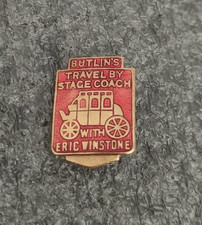 BUTLIN'S
TRAVEL BY
STAGE COACH
WITH
ERIC WINSTONE